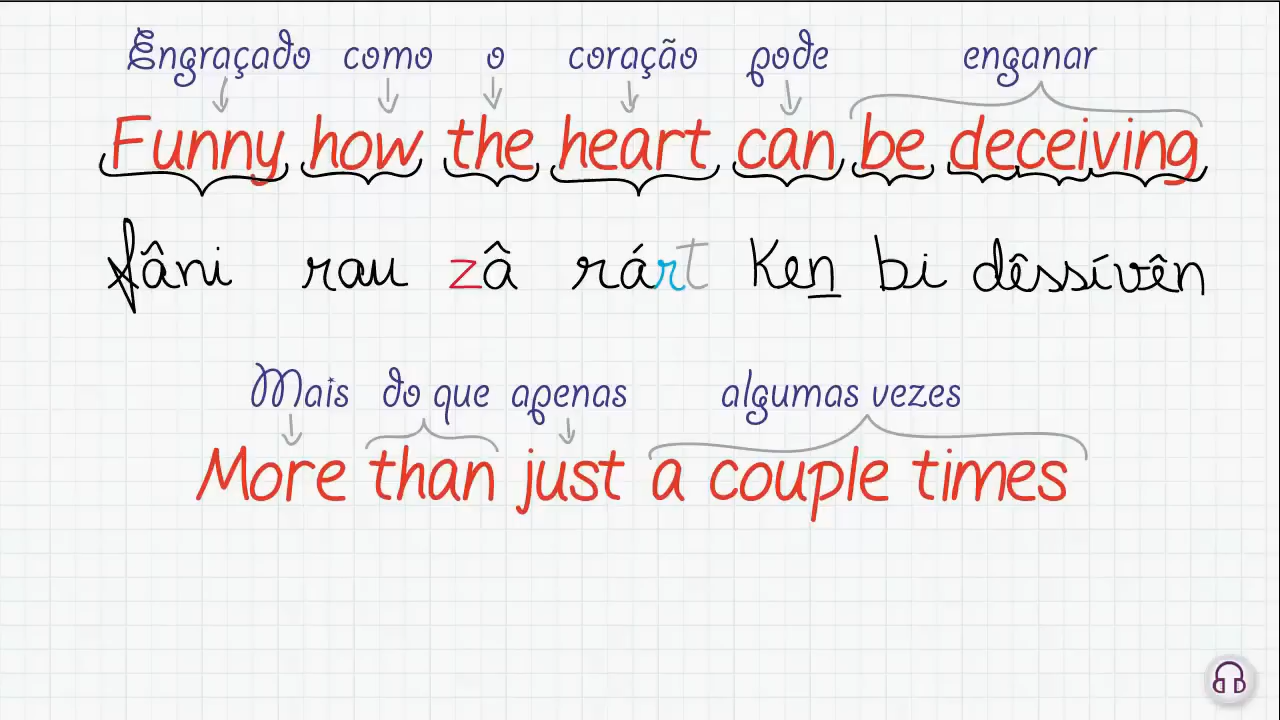 Engraçado como o coração pode enganar
Funny how the heart can be deceiving
fâni rau zâ rárt Ken bi dêssívên
Mais do que apenas algumas vezes
More than just a couple times